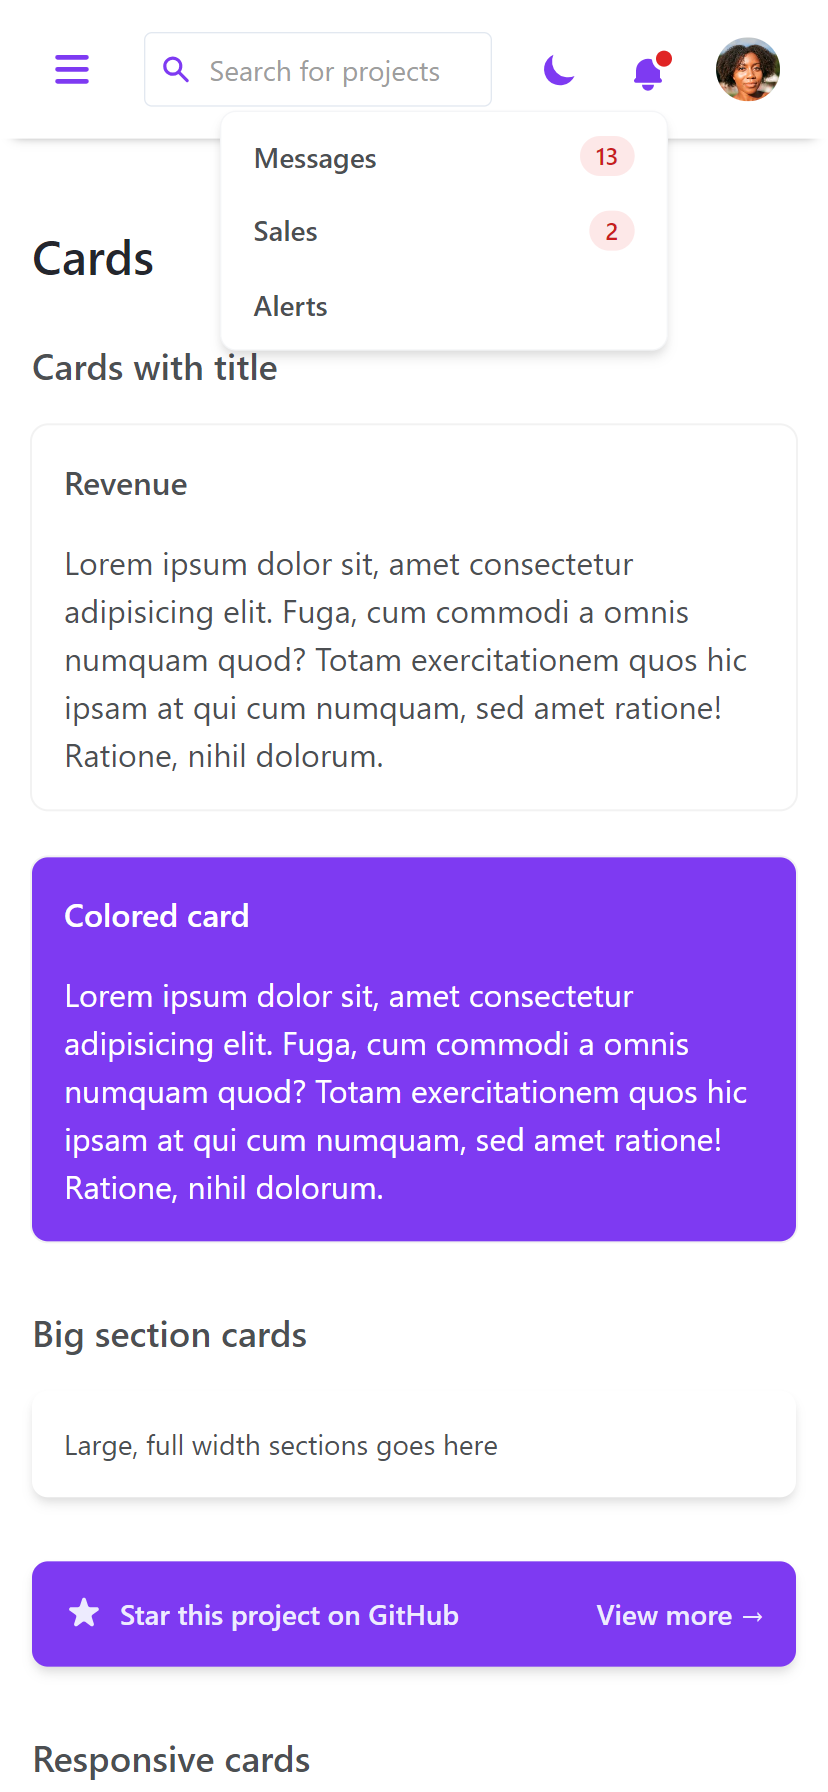 Search for projects
Messages 13
Sales 2
Alerts
Cards
Cards with title
Revenue
Lorem ipsum dolor sit, amet consectetur
adipisicing elit. Fuga, cum commodi a omnis
numquam quod? Totam exercitationem quos hic
ipsam at qui cum numquam, sed amet ratione!
Ratione, nihil dolorum.
Colored card
Lorem ipsum dolor sit, amet consectetur
adipisicing elit. Fuga, cum commodi a omnis
numquam quod? Totam exercitationem quos hic
ipsam at qui cum numquam, sed amet ratione!
Ratione, nihil dolorum.
Big section cards
Large, full width sections goes here
Star this project on GitHub View more →
Responsive cards